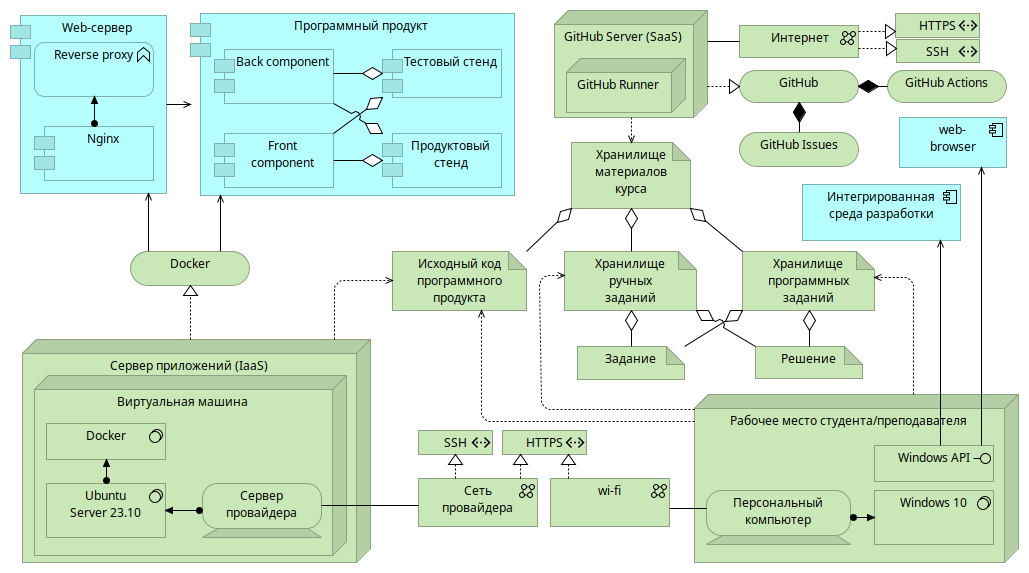 Web-сервер
Reverse proxy
Nginx
Программный продукт
Back component
Тестовый стенд
Front
component
Продуктовый
стенд
GitHub Server (SaaS)
GitHub Runner
Интернет
HTTPS
SSH
GitHub
GitHub Actions
GitHub Issues
web-
browser
Хранилище
материалов
курса
Интегрированная
среда разработки
Docker
Исходный код
программного
продукта
Хранилище
ручных
заданий
Хранилище
программных
заданий
Задание
Решение
Сервер приложений (IaaS)
Виртуальная машина
Docker
Ubuntu
Server 23.10
Сервер
провайдера
SSH
HTTPS
Сеть
провайдера
wi-fi
Рабочее место студента/преподавателя
Windows API
Персональный
компьютер
Windows 10